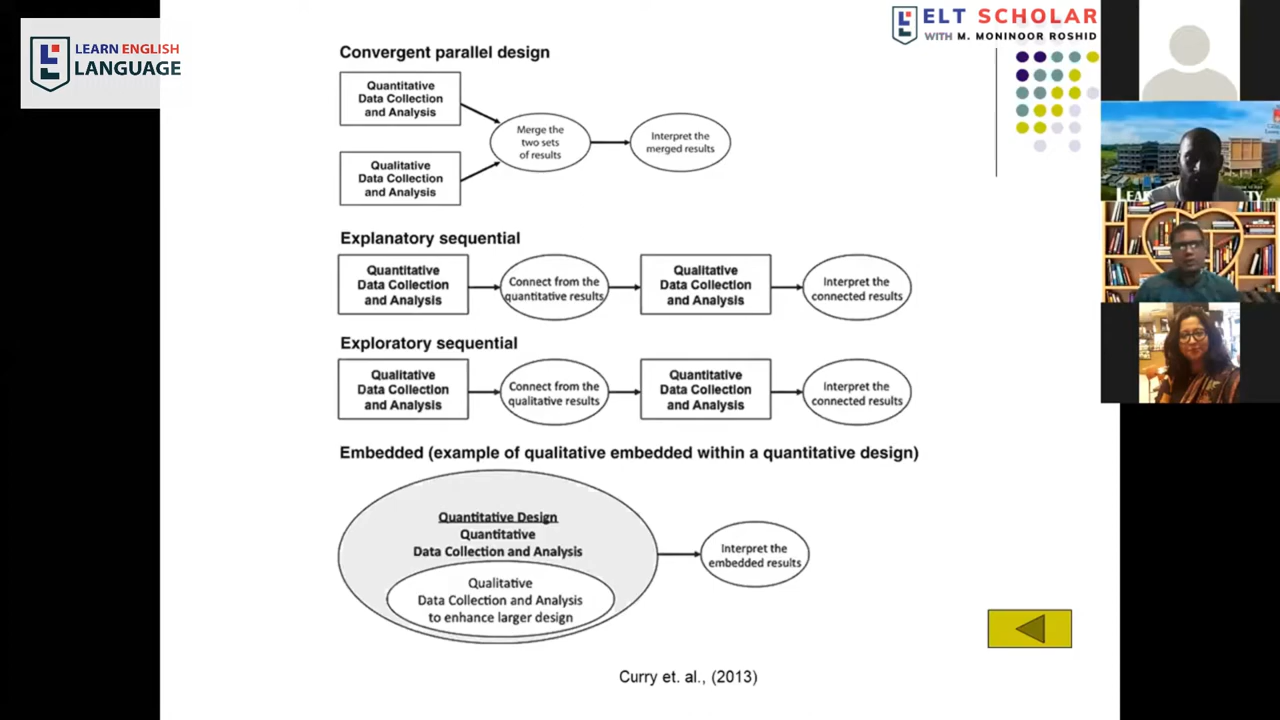 LEARN ENGLISH
LANGUAGE
ELT SCHOLAR
WITH M. MONINOOR ROSHID
Convergent parallel design
Quantitative
Data Collection
and Analysis
Qualitative
Data Collection
and Analysis
Merge the
two sets
of results
Interpret the
merged results
Explanatory sequential
Quantitative
Data Collection
and Analysis
Connect from the
quantitative results
Qualitative
Data Collection
and Analysis
Interpret the
connected results
Exploratory sequential
Qualitative
Data Collection
and Analysis
Connect from the
qualitative results
Quantitative
Data Collection
and Analysis
Interpret the
connected results
Embedded (example of qualitative embedded within a quantitative design)
Quantitative Design
Quantitative
Data Collection and Analysis
Qualitative
Data Collection and Analysis
to enhance larger design
Interpret the
embedded results
Curry et. al., (2013)